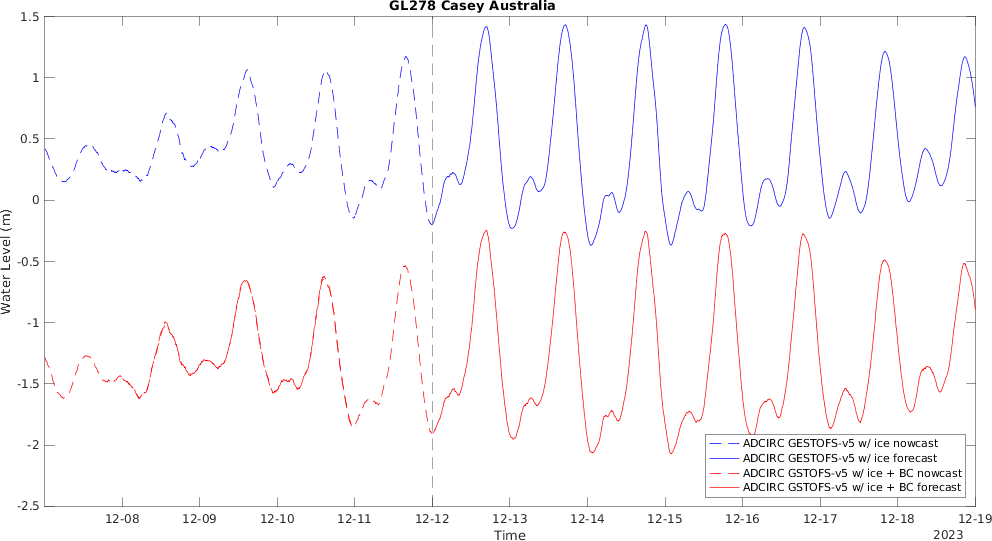 GL278 Casey Australia
Water Level (m)
1.5
1
0.5
0
-0.5
-1
-1.5
-2
-2.5
ADCIRC GESTOFS-v5 w/ ice nowcast
ADCIRC GESTOFS-v5 w/ ice forecast
ADCIRC GSTOFS-v5 w/ ice + BC nowcast
ADCIRC GSTOFS-v5 w/ ice + BC forecast
12-08 12-09 12-10 12-11 12-12 12-13 12-14 12-15 12-16 12-17 12-18 12-19
Time
2023